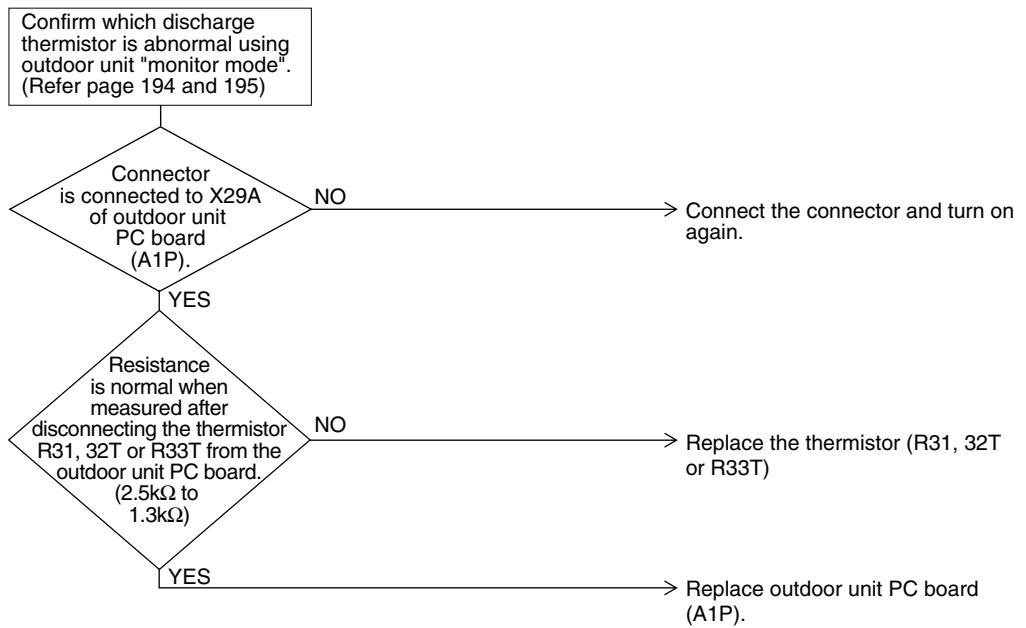 Confirm which discharge
thermistor is abnormal using
outdoor unit "monitor mode".
(Refer page 194 and 195)
Connector
is connected to X29A
of outdoor unit
PC board
(A1P).
NO
Connect the connector and turn on
again.
YES
Resistance
is normal when
measured after
disconnecting the thermistor
R31, 32T or R33T from the
outdoor unit PC board.
(2.5kΩ to
1.3kΩ)
NO
Replace the thermistor (R31, 32T
or R33T)
YES
Replace outdoor unit PC board
(A1P).